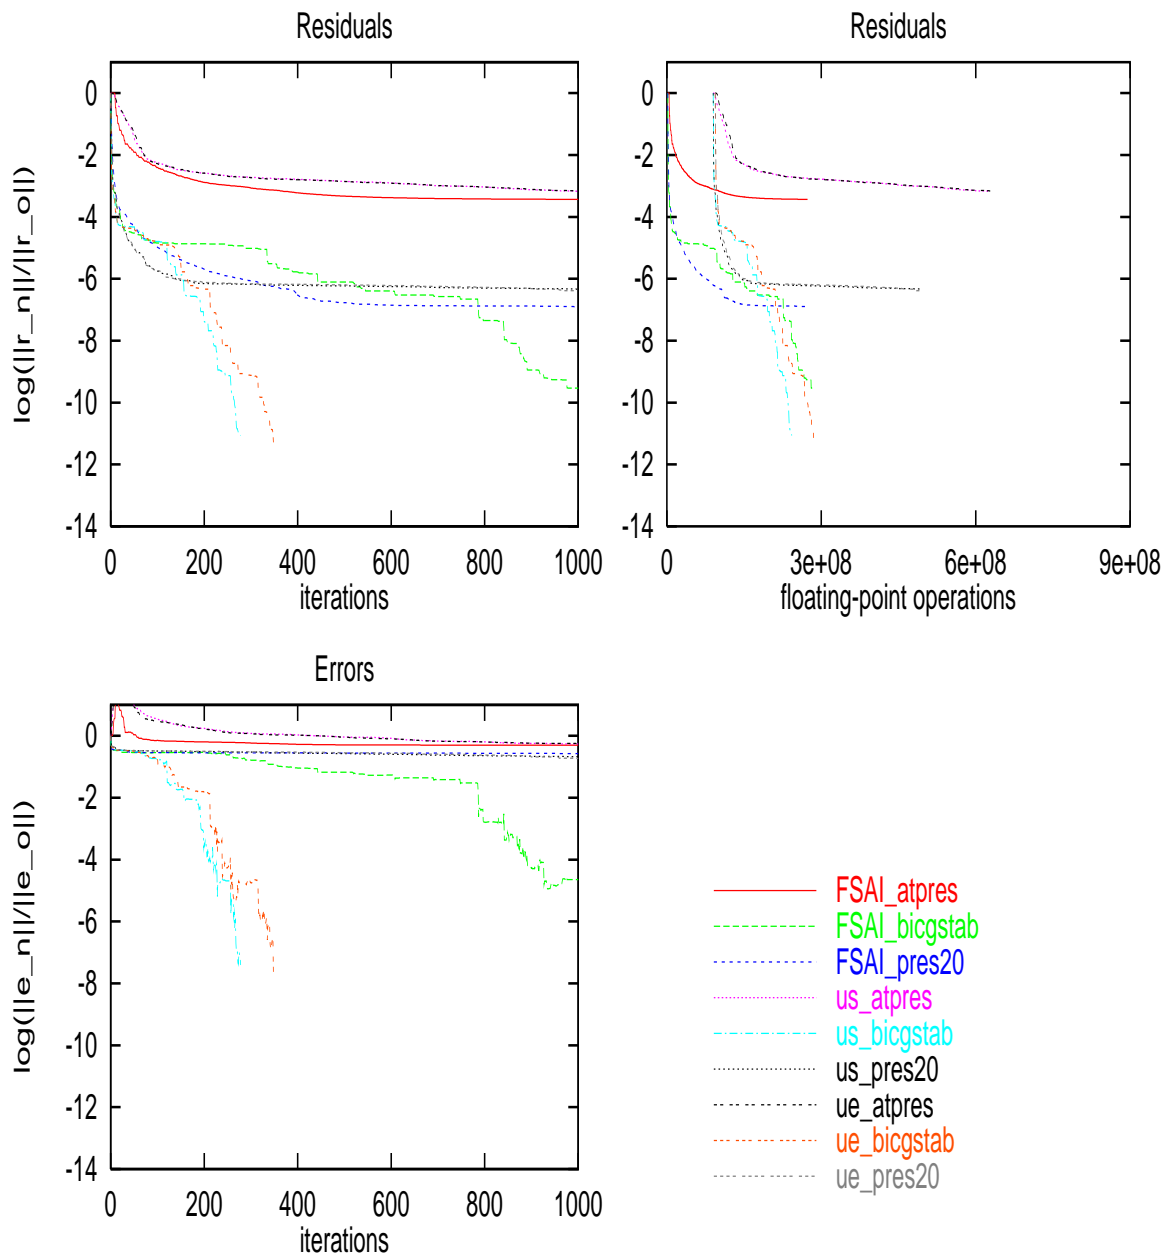 Residuals
log(||r_n||/||r_o||)
0
-2
-4
-6
-8
-10
-12
-14
0 200 400 600 800 1000
iterations
Residuals
0
-2
-4
-6
-8
-10
-12
-14
0 3e+08 6e+08 9e+08
floating-point operations
Errors
log(||e_n||/||e_o||)
0
-2
-4
-6
-8
-10
-12
-14
0 200 400 600 800 1000
iterations
FSAI_atpres
FSAI_bicgstab
FSAI_pres20
us_atpres
us_bicgstab
us_pres20
ue_atpres
ue_bicgstab
ue_pres20